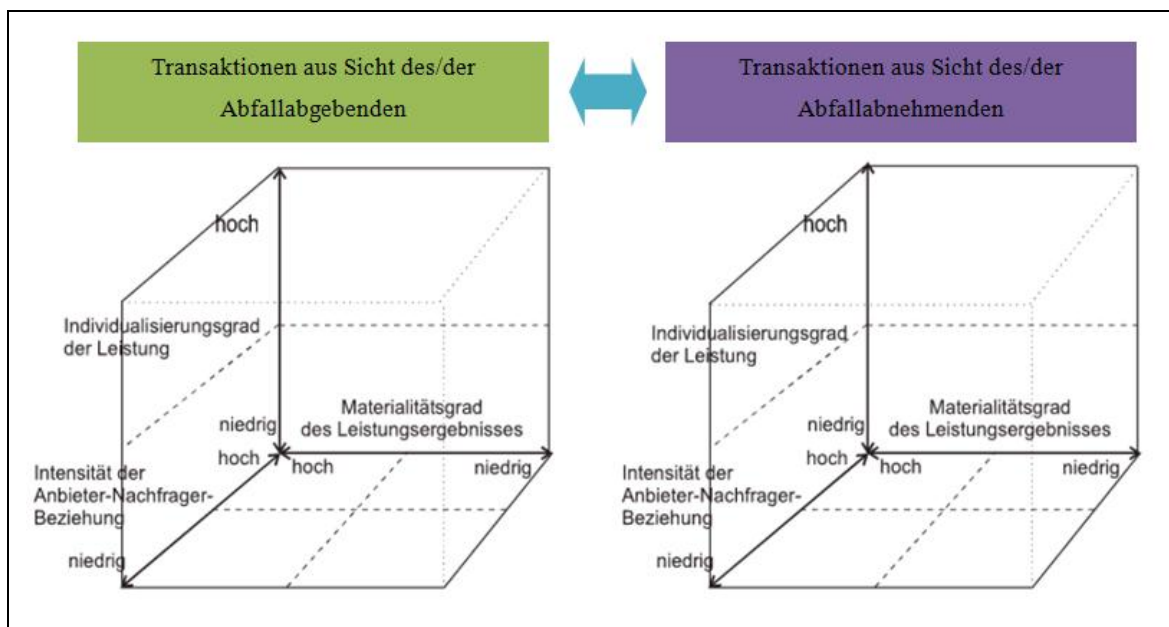 Transaktionen aus Sicht des/der
Abfallabgebenden
Transaktionen aus Sicht des/der
Abfallabnehmenden
hoch
Individualisierungsgrad
der Leistung
niedrig
Materialitätsgrad
des Leistungsergebnisses
hoch
hoch
niedrig
Intensität der
Anbieter-Nachfrager-
Beziehung
niedrig
hoch
Individualisierungsgrad
der Leistung
niedrig
Materialitätsgrad
des Leistungsergebnisses
hoch
hoch
niedrig
Intensität der
Anbieter-Nachfrager-
Beziehung
niedrig